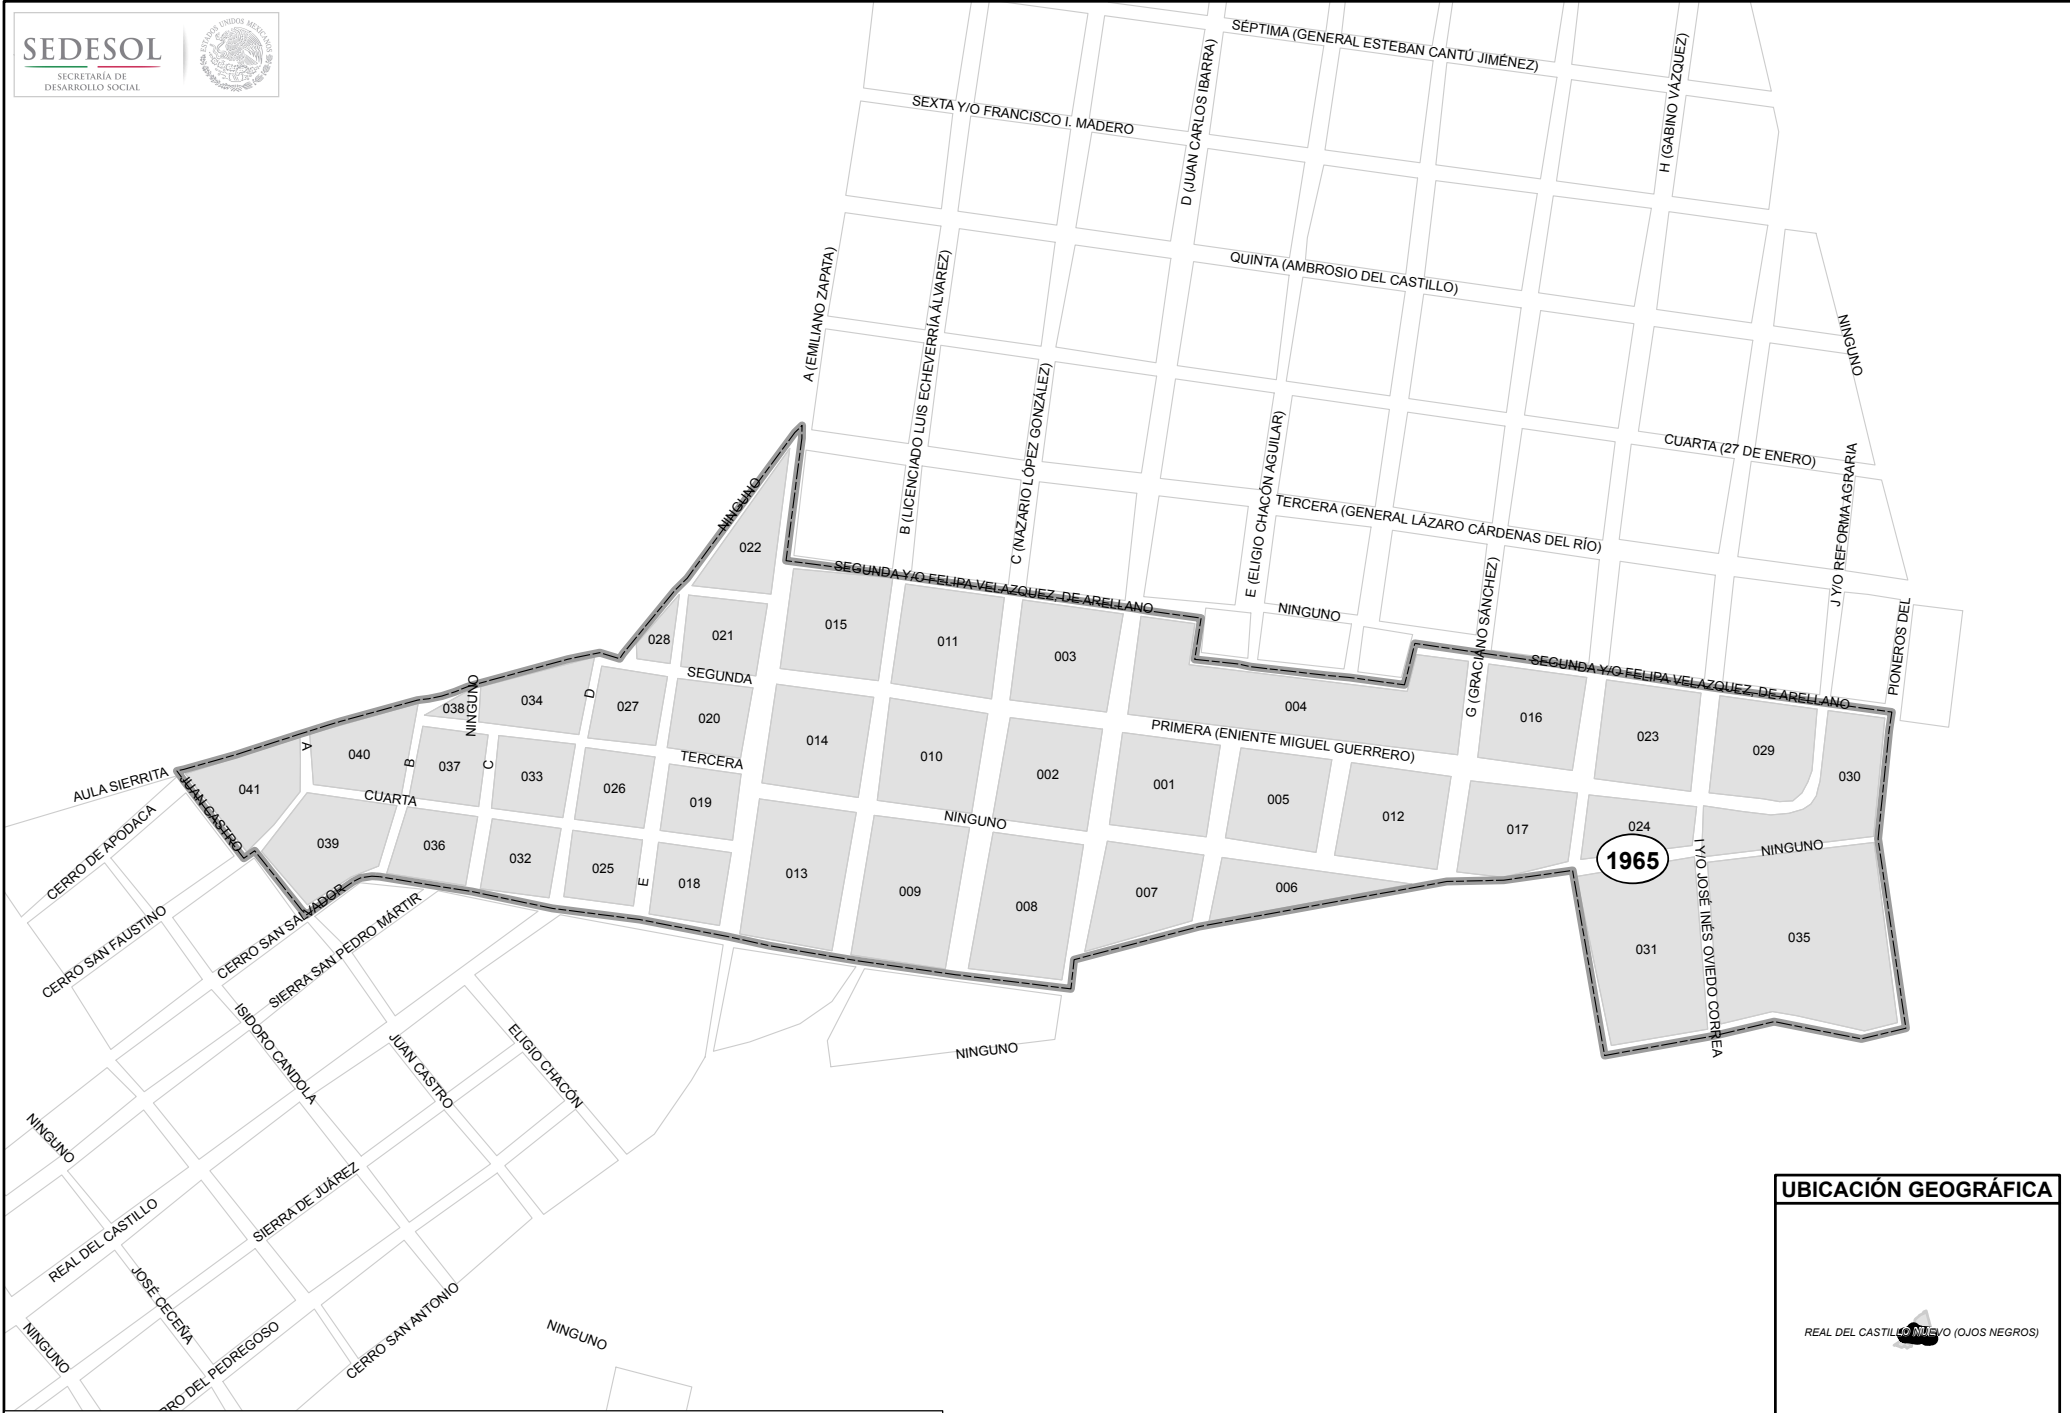 SEDESOL
SECRETARÍA DE
DESARROLLO SOCIAL
ESTADOS UNIDOS MEXICANOS
SÉPTIMA (GENERAL ESTEBAN CANTÚ JIMÉNEZ)
SEXTA Y/O FRANCISCO I. MADERO
D (JUAN CARLOS IBARRA)
H (GABINO VÁZQUEZ)
QUINTA (AMBROSIO DEL CASTILLO)
A (EMILIANO ZAPATA)
B (LICENCIADO LUIS ECHEVERRÍA ÁLVAREZ)
C (NAZARIO LÓPEZ GONZÁLEZ)
E (ELIGIO CHACÓN AGUILAR)
NINGUNO
CUARTA (27 DE ENERO)
J Y/O REFORMA AGRARIA
TERCERA (GENERAL LÁZARO CÁRDENAS DEL RÍO)
G (GRACIANO SÁNCHEZ)
PIONEROS DEL
NINGUNO
SEGUNDA Y/O FELIPA VELAZQUEZ, DE ARELLANO
NINGUNO
SEGUNDA Y/O FELIPA VELAZQUEZ, DE ARELLANO
022
028
021
015
011
003
SEGUNDA
NINGUNO
038
034
D
027
020
014
010
002
004
PRIMERA (ENIENTE MIGUEL GUERRERO)
016
023
029
030
A
040
B
037
C
033
026
TERCERA
019
001
005
012
017
024
NINGUNO
1965
AULA SIERRITA
041
JUAN CASTRO
CUARTA
039
036
032
025
E
018
013
NINGUNO
009
008
007
006
031
I Y/O JOSÉ INÉS OVIEDO CORREA
035
CERRO DE APODACA
CERRO SAN FAUSTINO
CERRO SAN SALVADOR
SIERRA SAN PEDRO MÁRTIR
ISIDORO CANDOLA
JUAN CASTRO
ELIGIO CHACÓN
NINGUNO
NINGUNO
REAL DEL CASTILLO
SIERRA DE JUÁREZ
JOSÉ CECEÑA
NINGUNO
RRO DEL PEDREGOSO
CERRO SAN ANTONIO
NINGUNO
UBICACIÓN GEOGRÁFICA
REAL DEL CASTILLO NUEVO (OJOS NEGROS)